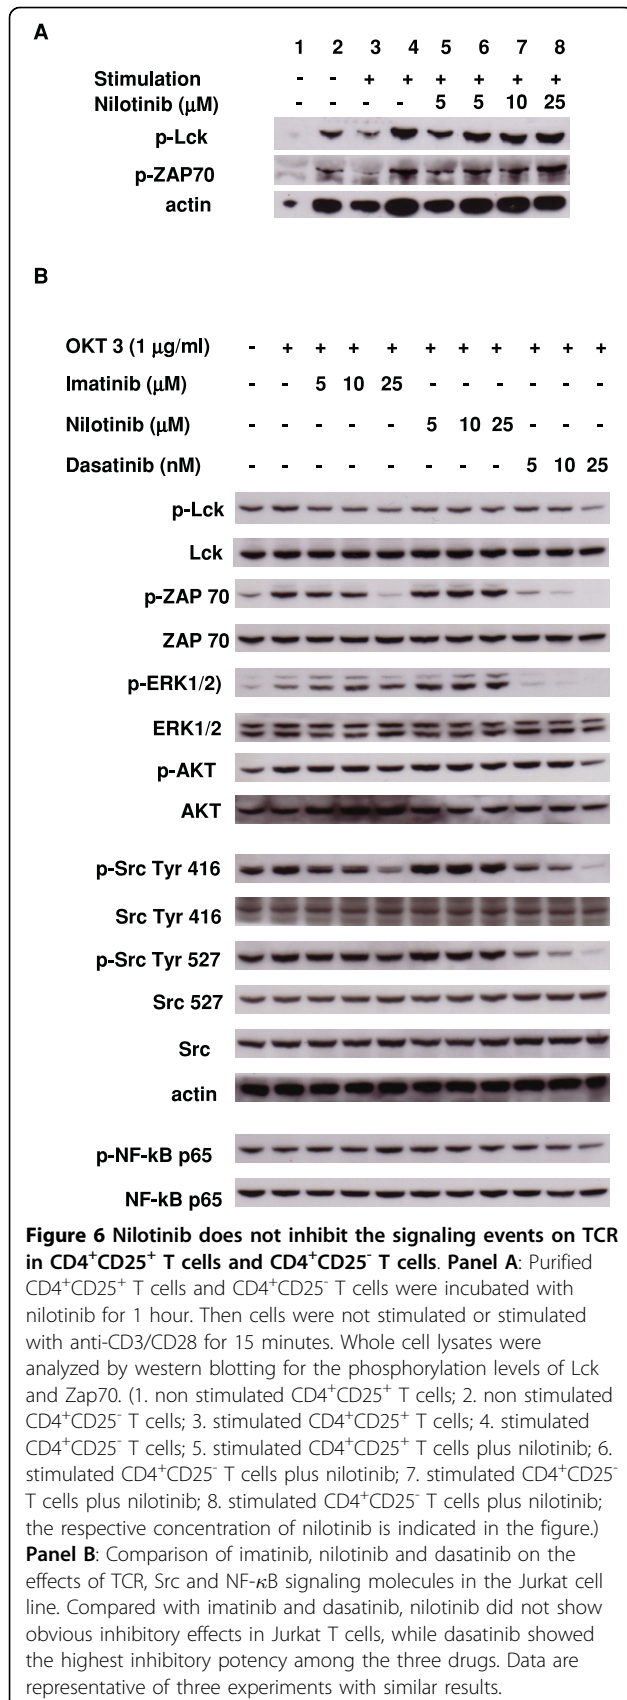 A
1 2 3 4 5 6 7 8
Stimulation - - + + + + + +
Nilotinib (μM) - - - - 5 5 10 25
p-Lck
p-ZAP70
actin
B
OKT 3 (1 μg/ml) - + + + + + + + + + +
Imatinib (μM) - - 5 10 25 - - - - - -
Nilotinib (μM) - - - - - 5 10 25 - - -
Dasatinib (nM) - - - - - - - - 5 10 25
p-Lck
Lck
p-ZAP 70
ZAP 70
p-ERK1/2)
ERK1/2
p-AKT
AKT
p-Src Tyr 416
Src Tyr 416
p-Src Tyr 527
Src 527
Src
actin
p-NF-kB p65
NF-kB p65
Figure 6 Nilotinib does not inhibit the signaling events on TCR
in CD4⁺CD25⁺ T cells and CD4⁺CD25⁻ T cells. Panel A: Purified
CD4⁺CD25⁺ T cells and CD4⁺CD25⁻ T cells were incubated with
nilotinib for 1 hour. Then cells were not stimulated or stimulated
with anti-CD3/CD28 for 15 minutes. Whole cell lysates were
analyzed by western blotting for the phosphorylation levels of Lck
and Zap70. (1. non stimulated CD4⁺CD25⁺ T cells; 2. non stimulated
CD4⁺CD25⁻ T cells; 3. stimulated CD4⁺CD25⁺ T cells; 4. stimulated
CD4⁺CD25⁻ T cells; 5. stimulated CD4⁺CD25⁺ T cells plus nilotinib; 6.
stimulated CD4⁺CD25⁻ T cells plus nilotinib; 7. stimulated CD4⁺CD25⁻
T cells plus nilotinib; 8. stimulated CD4⁺CD25⁻ T cells plus nilotinib;
the respective concentration of nilotinib is indicated in the figure.)
Panel B: Comparison of imatinib, nilotinib and dasatinib on the
effects of TCR, Src and NF-κB signaling molecules in the Jurkat cell
line. Compared with imatinib and dasatinib, nilotinib did not show
obvious inhibitory effects in Jurkat T cells, while dasatinib showed
the highest inhibitory potency among the three drugs. Data are
representative of three experiments with similar results.